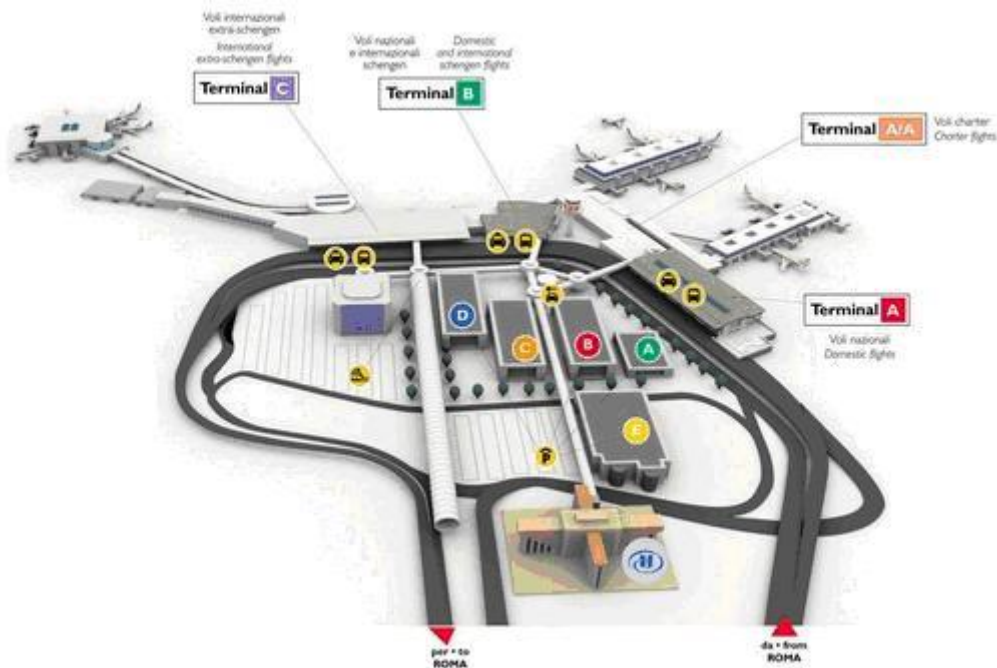 Voli internazionali
extra-schengen
International
extra-schengen flights
Terminal C
Voli nazionali
e internazionali
schengen
Domestic
and international
schengen flights
Terminal B
Terminal A/A
Voli charter
Charter flights
Terminal A
Voli nazionali
Domestic flights
D
C
B
A
E
P
H
per • to
ROMA
da • from
ROMA